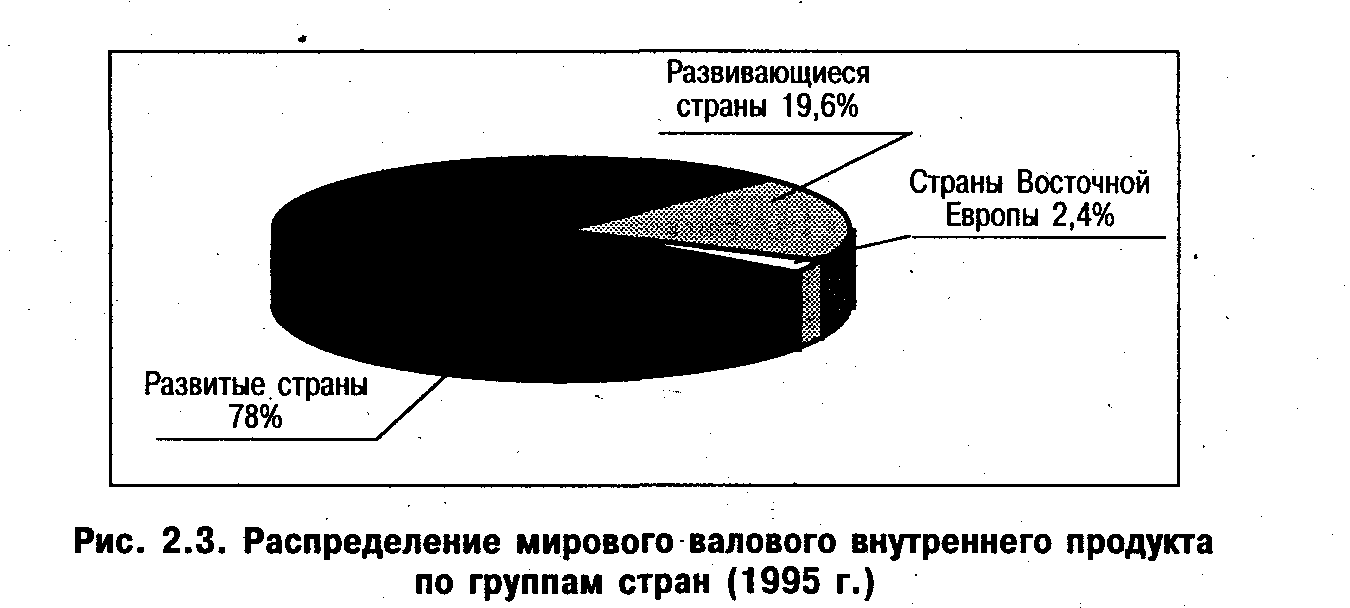 Развивающиеся
страны 19,6%
Страны Восточной
Европы 2,4%
Развитые страны
78%
Рис. 2.3. Распределение мирового валового внутреннего продукта
по группам стран (1995 г.)